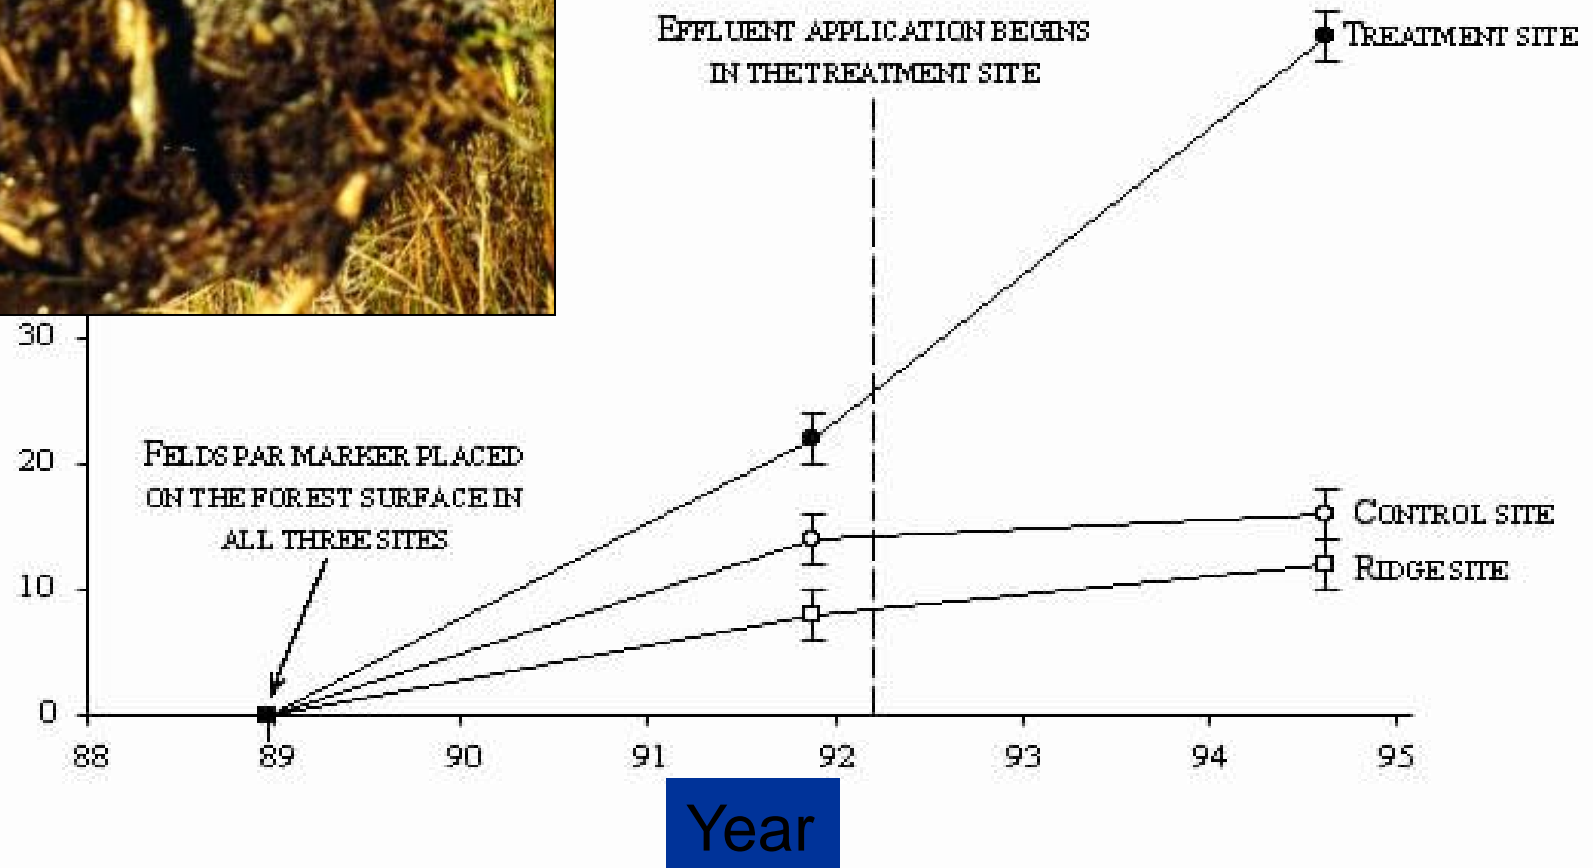 EFFLUENT APPLICATION BEGINS
IN THE TREATMENT SITE
TREATMENT SITE
30
FELDSPAR MARKER PLACED
ON THE FOREST SURFACE IN
ALL THREE SITES
20
CONTROL SITE
RIDGE SITE
10
0
88 89 90 91 92 93 94 95
Year